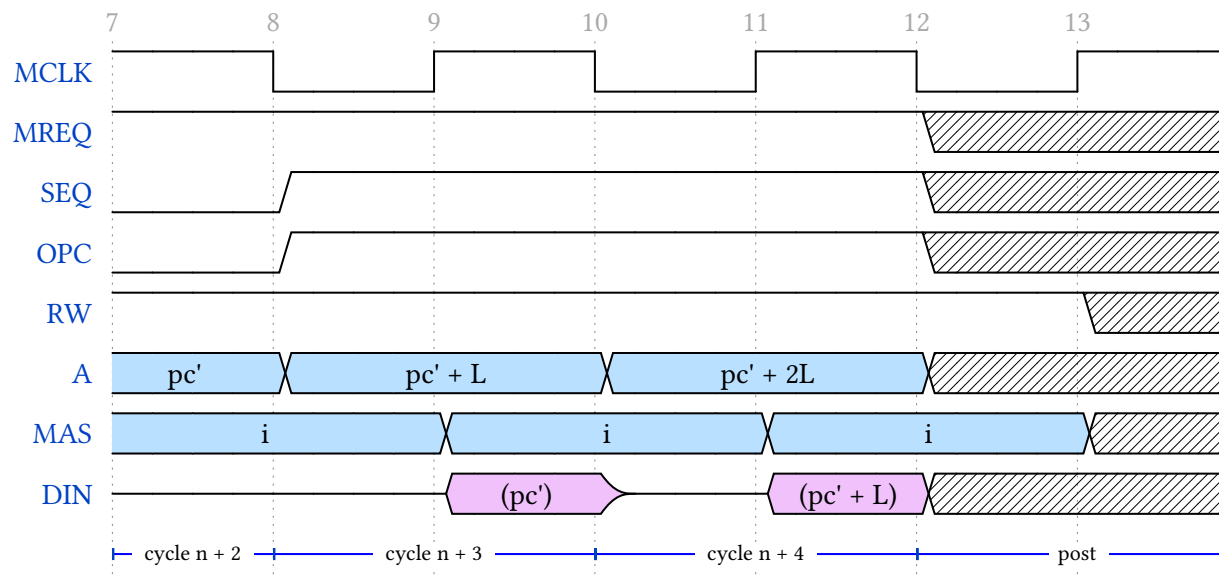 7 8 9 10 11 12 13
MCLK
MREQ
SEQ
OPC
RW
A pc' pc' + L pc' + 2L
MAS i i i
DIN (pc') (pc' + L)
cycle n + 2 cycle n + 3 cycle n + 4 post